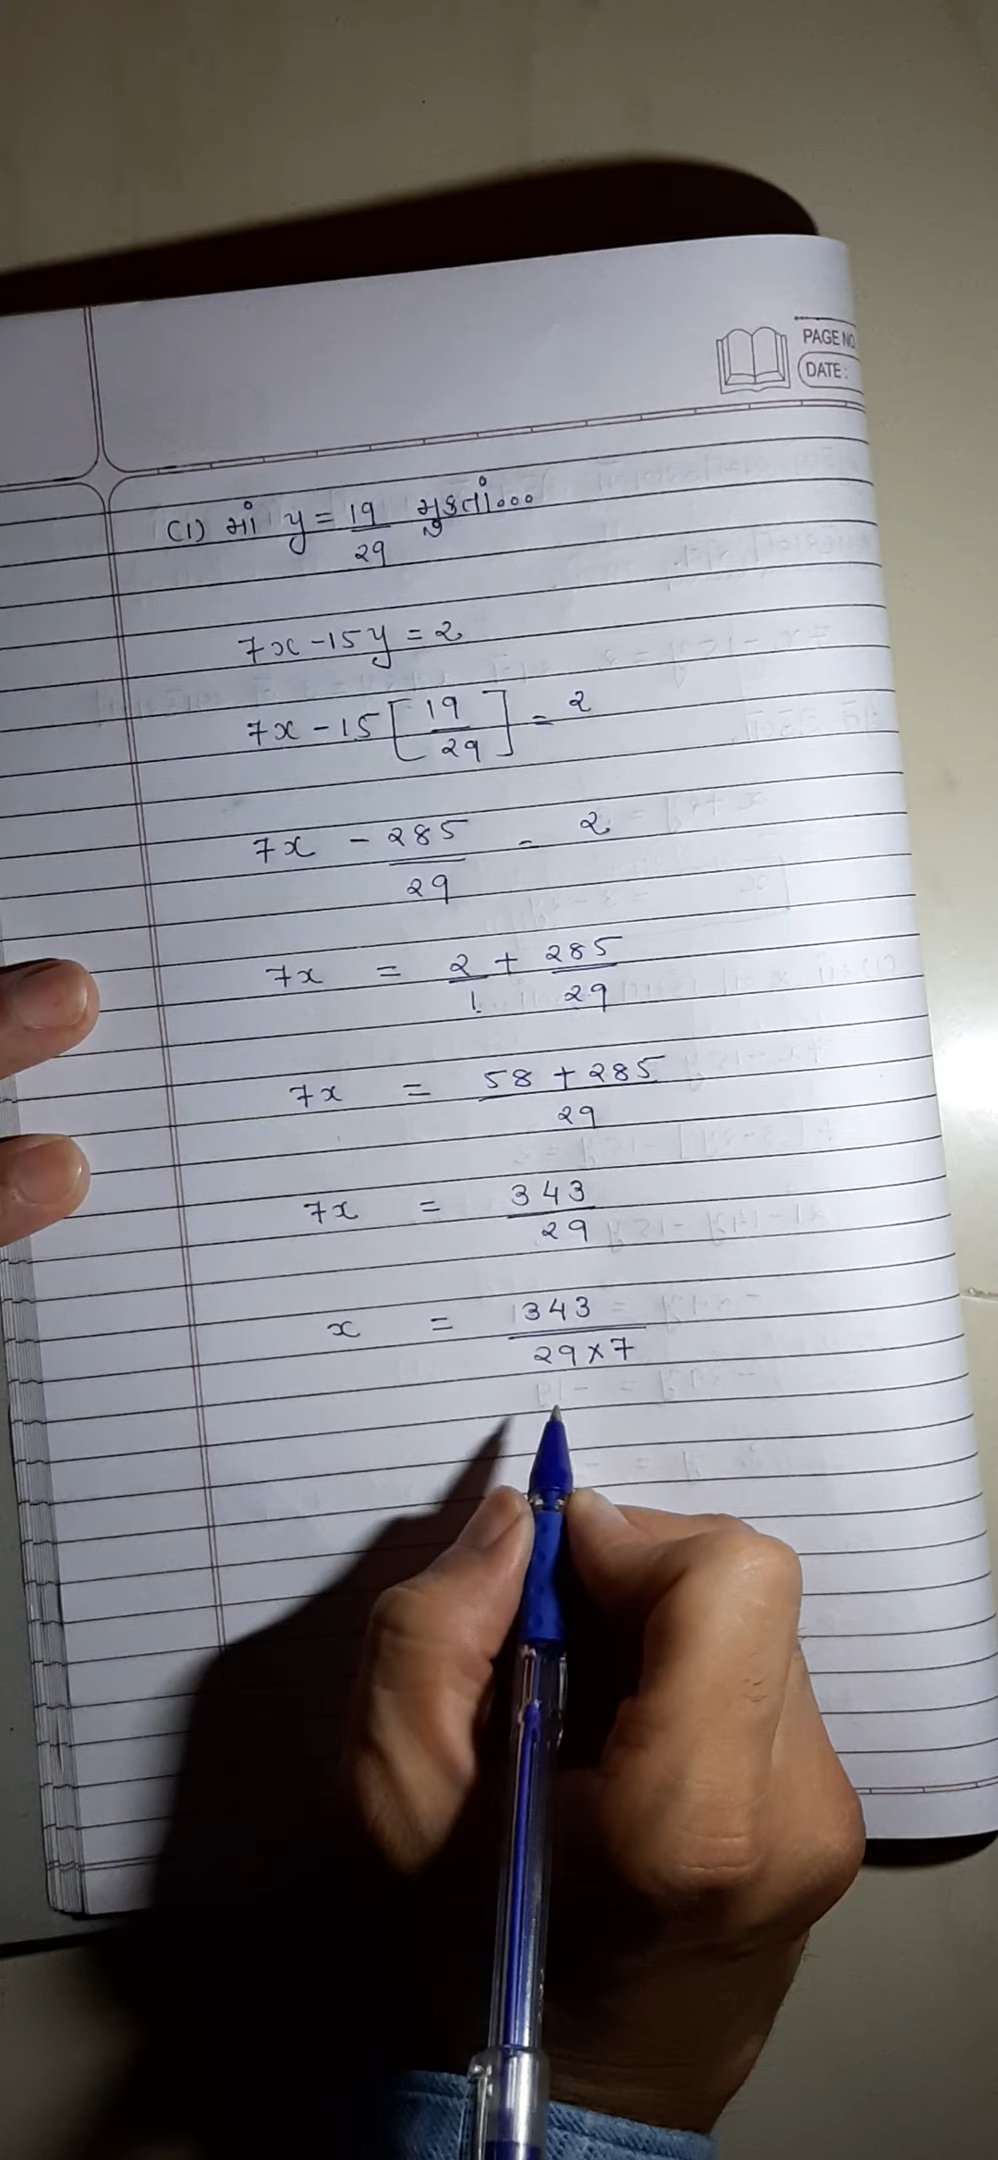 PAGE NO
DATE :
(1) માં y = 19/29 મુકતાં...
7x - 15y = 2
7x - 15 [19/29] = 2
7x - 285/29 = 2
7x = 2/1 + 285/29
7x = 58 + 285/29
7x = 343/29
x = 343/29 × 7